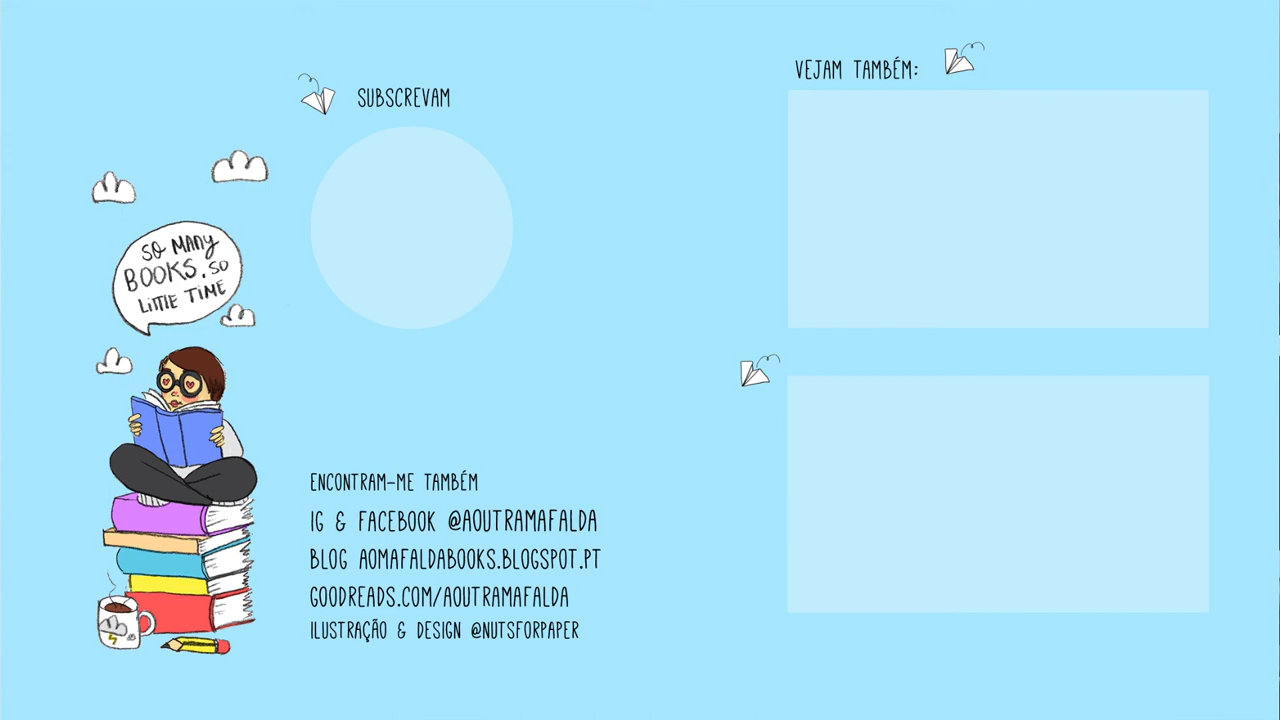 SUBSCREVAM
VEJAM TAMBÉM:
SO MANY
BOOKS, SO
LITTLE TIME
ENCONTRAM-ME TAMBÉM
IG & FACEBOOK @AOUTRAMAFALDA
BLOG AOMAFALDABOOKS.BLOGSPOT.PT
GOODREADS.COM/AOUTRAMAFALDA
ILUSTRAÇÃO & DESIGN @NUTSFORPAPER